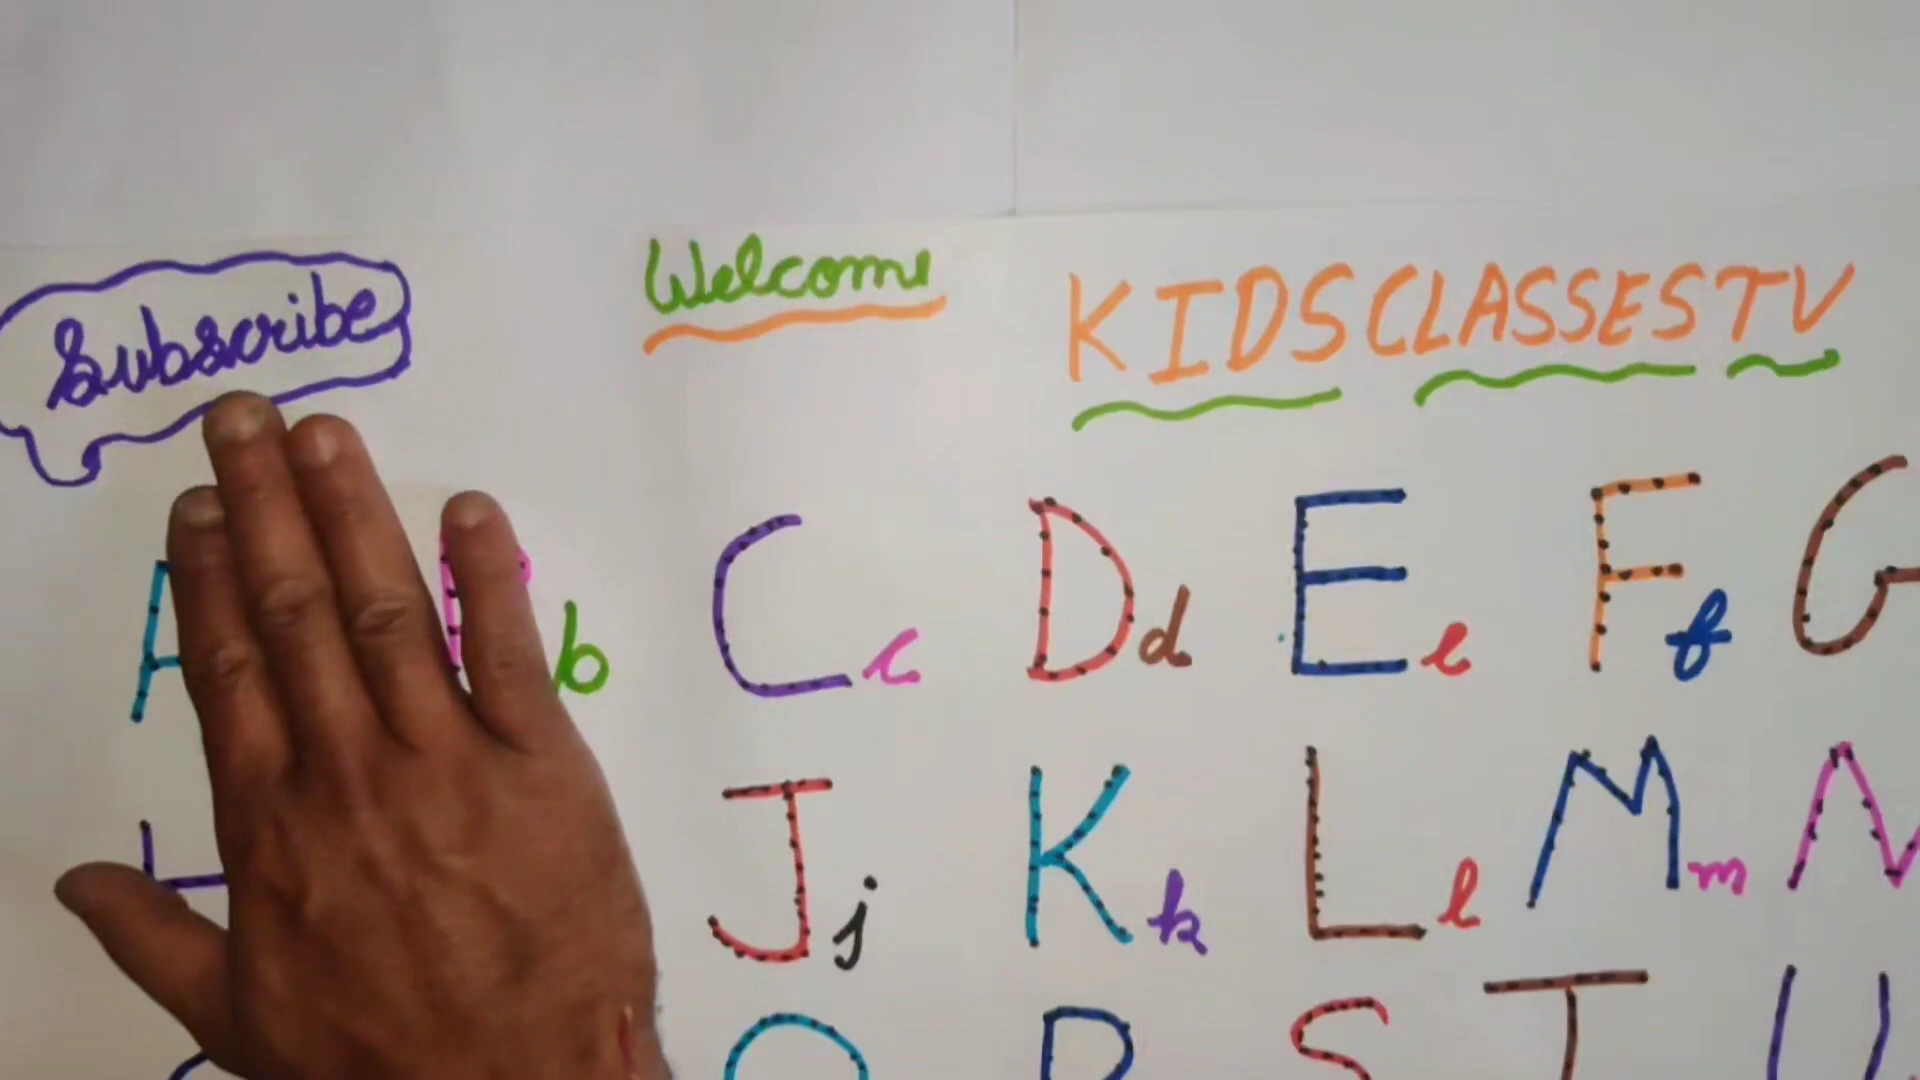 Subscribe
Welcome
KIDSCLASSESTV
A b C c D d E e F f G
J j K k L l M m N
S T U